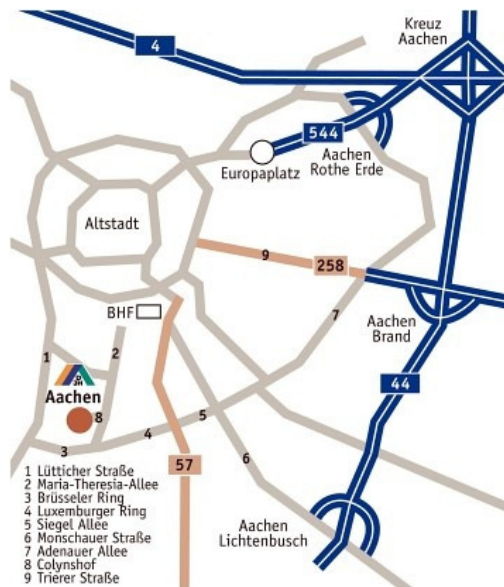 Kreuz
Aachen
4
544
Europaplatz
Aachen
Rothe Erde
Altstadt
9
258
BHF
7
Aachen
Brand
1
2
DJH
Aachen
44
8
5
4
3
6
57
1 Lütticher Straße
2 Maria-Theresia-Allee
3 Brüsseler Ring
4 Luxemburger Ring
5 Siegel Allee
6 Monschauer Straße
7 Adenauer Allee
8 Colynshof
9 Trierer Straße
Aachen
Lichtenbusch